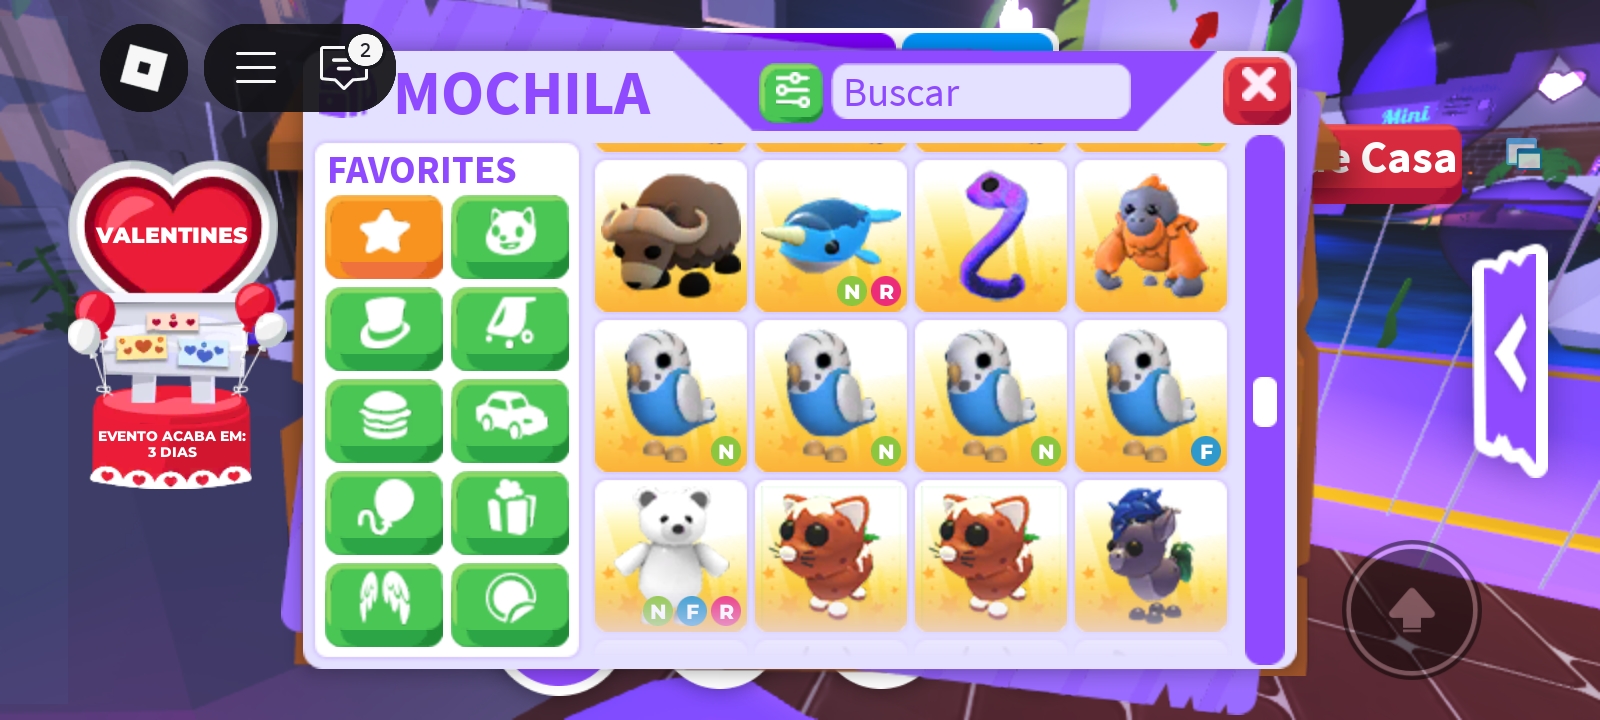 2
MOCHILA
Buscar
Mini
e Casa
FAVORITES
VALENTINES
EVENTO ACABA EM:
3 DIAS
N R
N
N
N
F
N F R